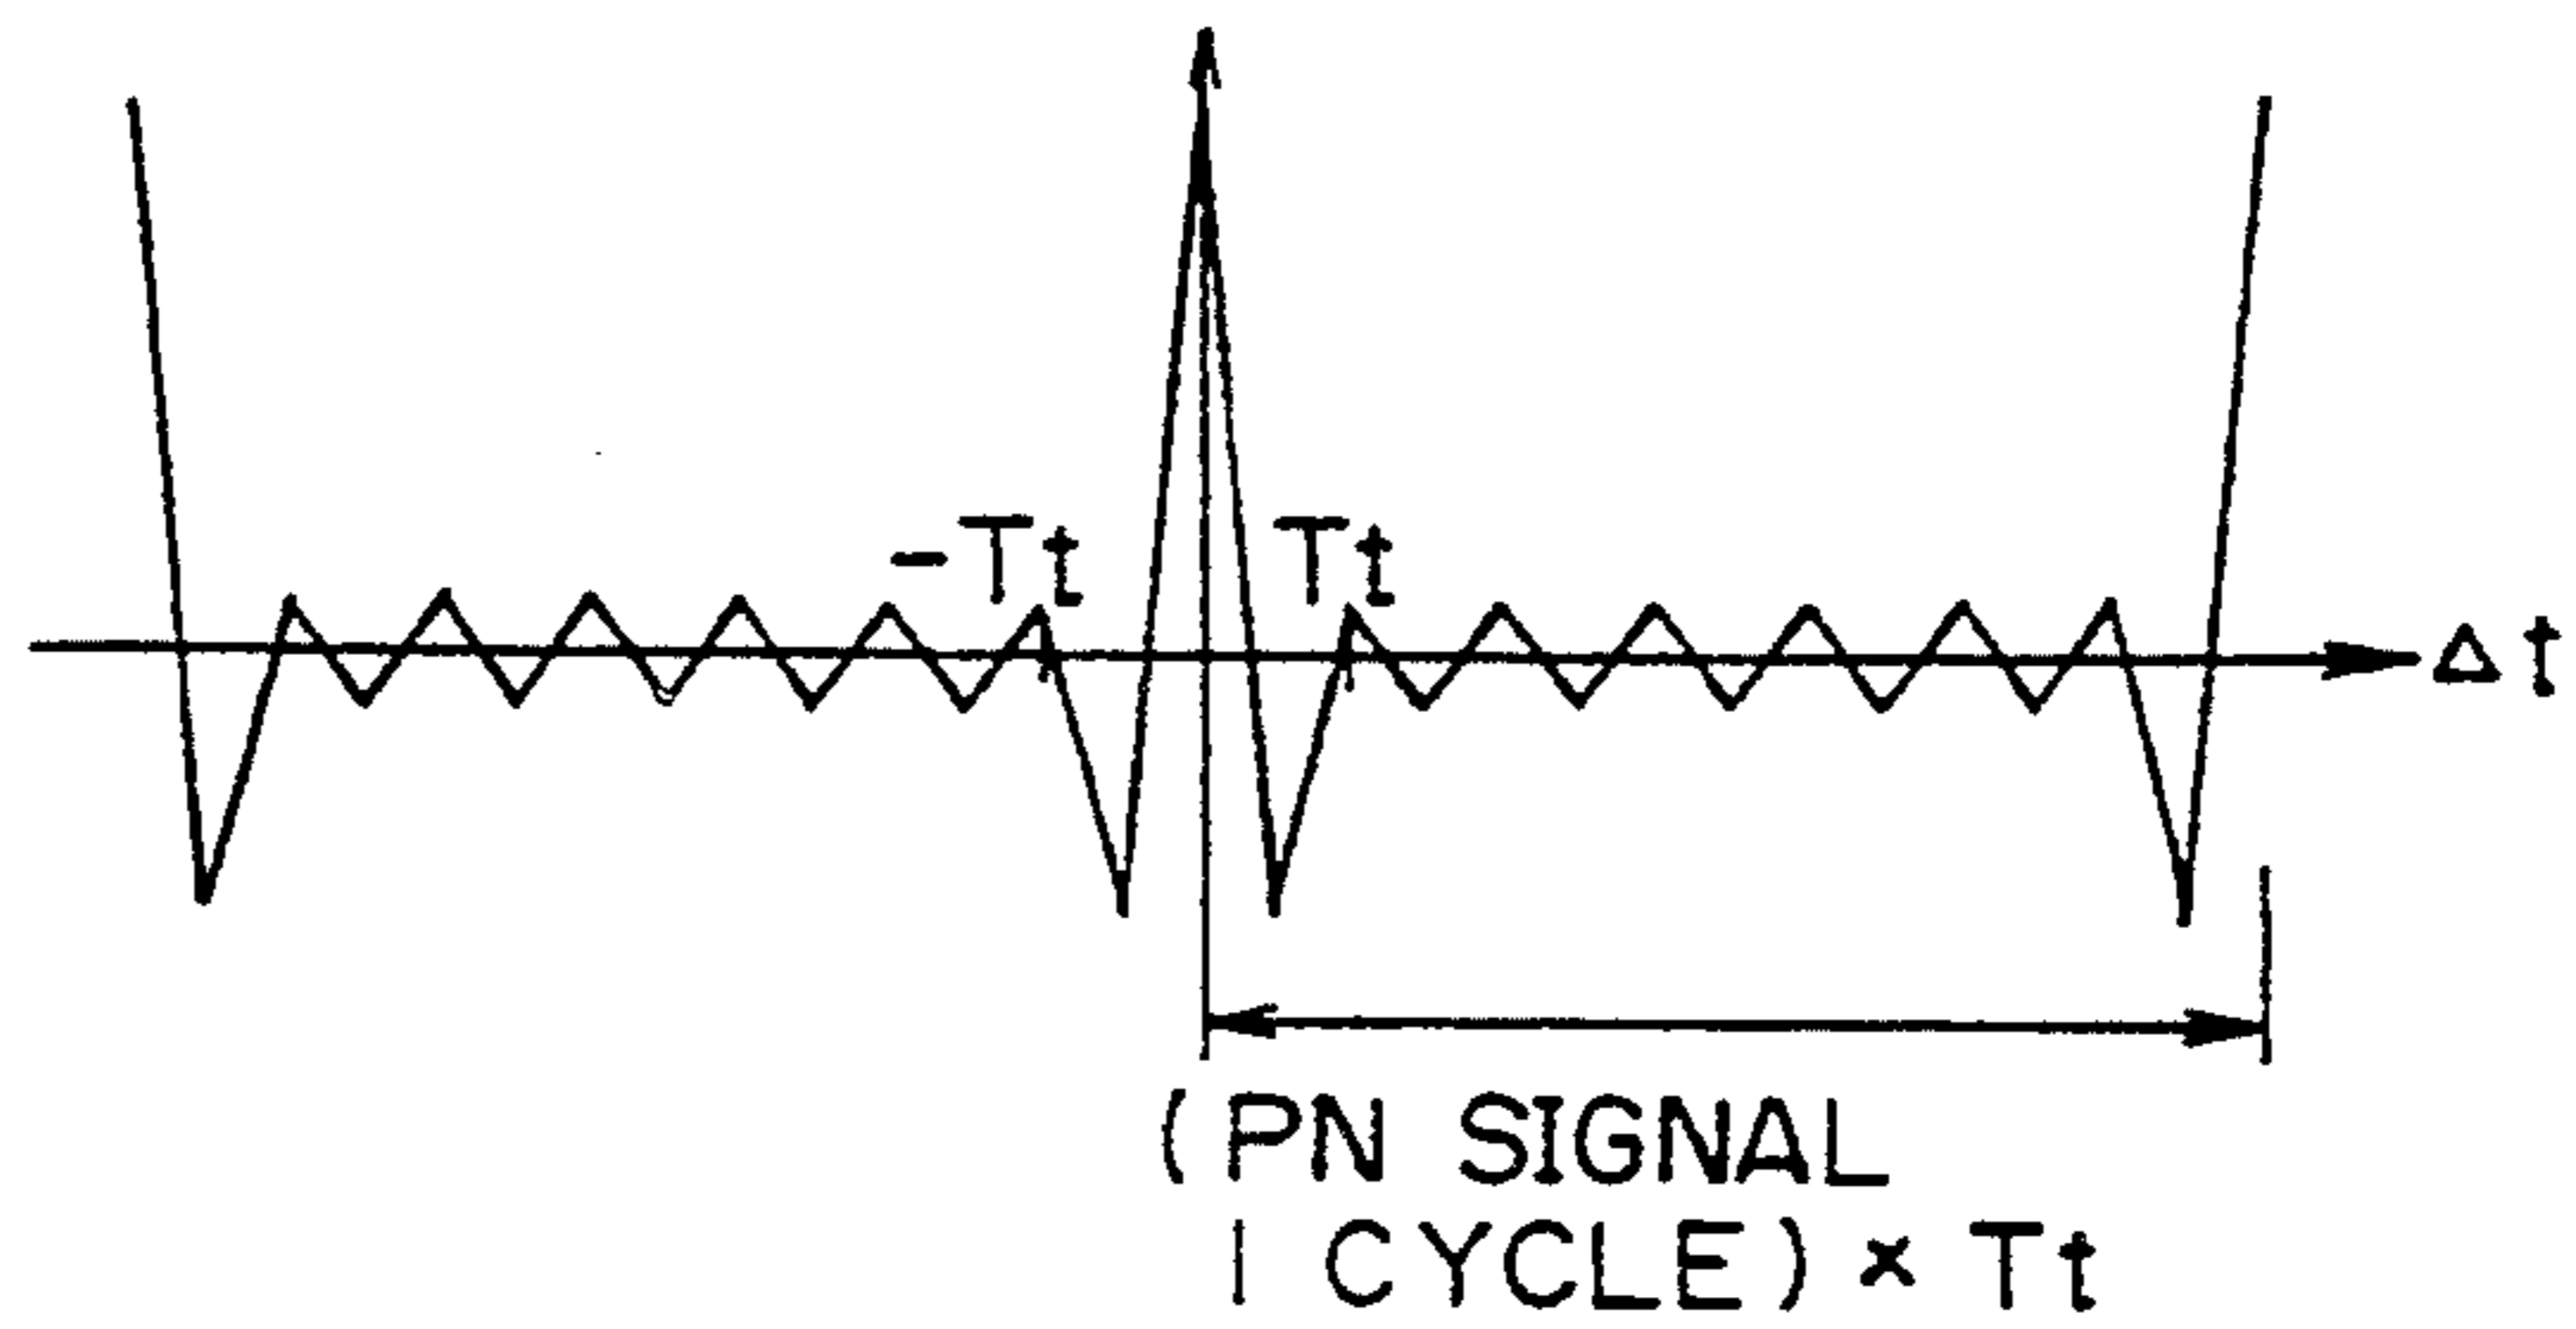 -Tt Tt
Δt
(PN SIGNAL
1 CYCLE) × Tt